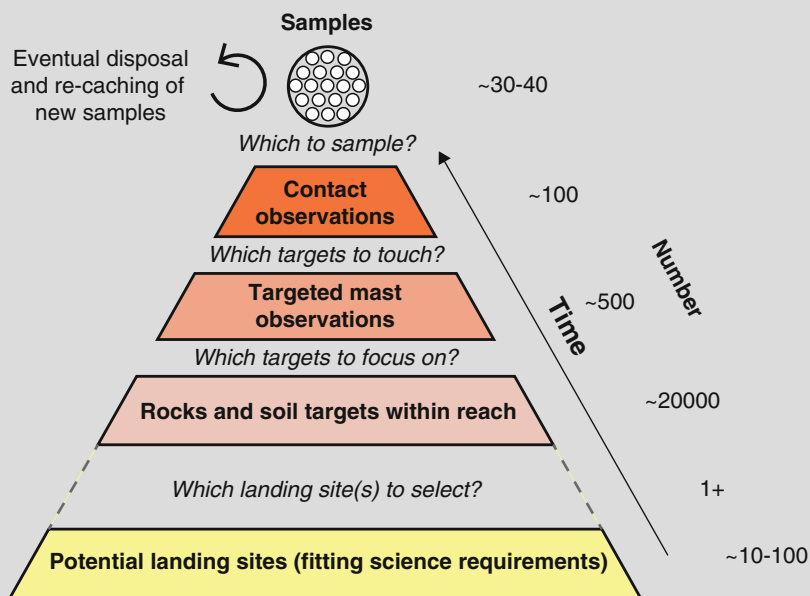 Samples
Eventual disposal
and re-caching of
new samples
~30-40
Which to sample?
Contact
observations
~100
Which targets to touch?
Number
Targeted mast
observations
~500
Time
Which targets to focus on?
Rocks and soil targets within reach
~20000
Which landing site(s) to select?
1+
Potential landing sites (fitting science requirements)
~10-100